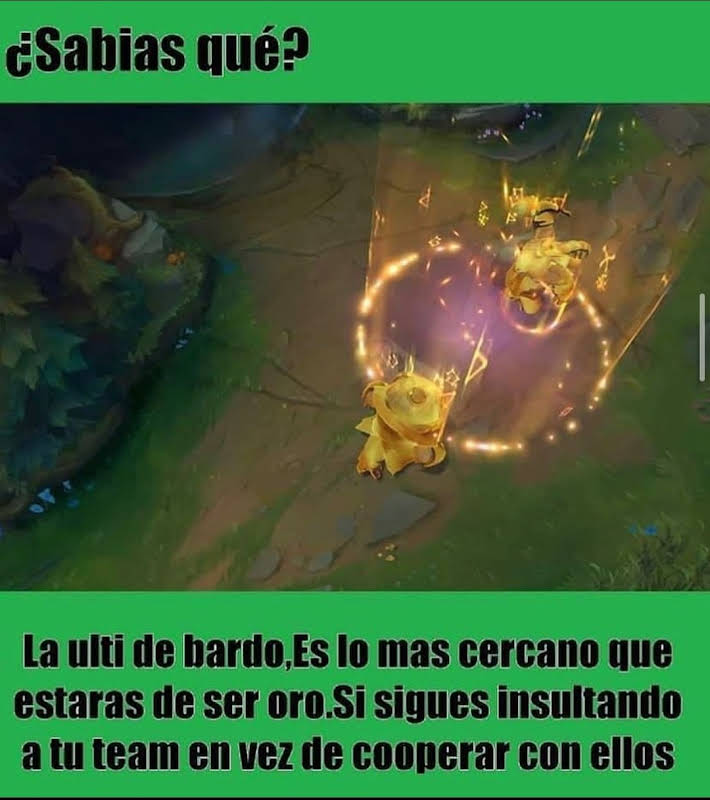 ¿Sabias qué?
La ulti de bardo,Es lo mas cercano que
estaras de ser oro.Si sigues insultando
a tu team en vez de cooperar con ellos